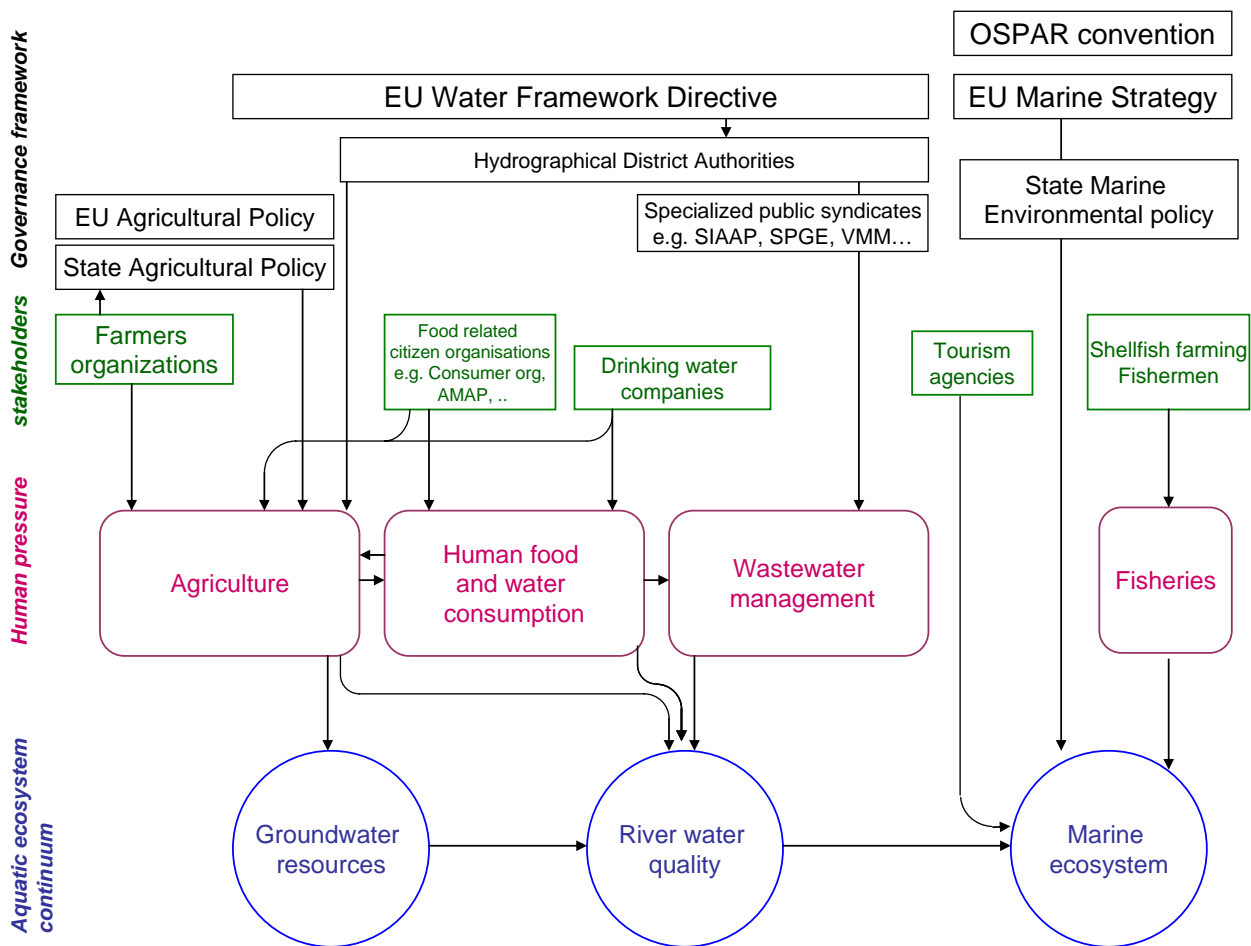 Governance framework
OSPAR convention
EU Water Framework Directive
EU Marine Strategy
Hydrographical District Authorities
State Marine
Environmental policy
EU Agricultural Policy
Specialized public syndicates
e.g. SIAAP, SPGE, VMM…
State Agricultural Policy
stakeholders
Farmers
organizations
Food related
citizen organisations
e.g. Consumer org,
AMAP, ..
Drinking water
companies
Tourism
agencies
Shellfish farming
Fishermen
Human pressure
Agriculture
Human food
and water
consumption
Wastewater
management
Fisheries
Aquatic ecosystem
continuum
Groundwater
resources
River water
quality
Marine
ecosystem